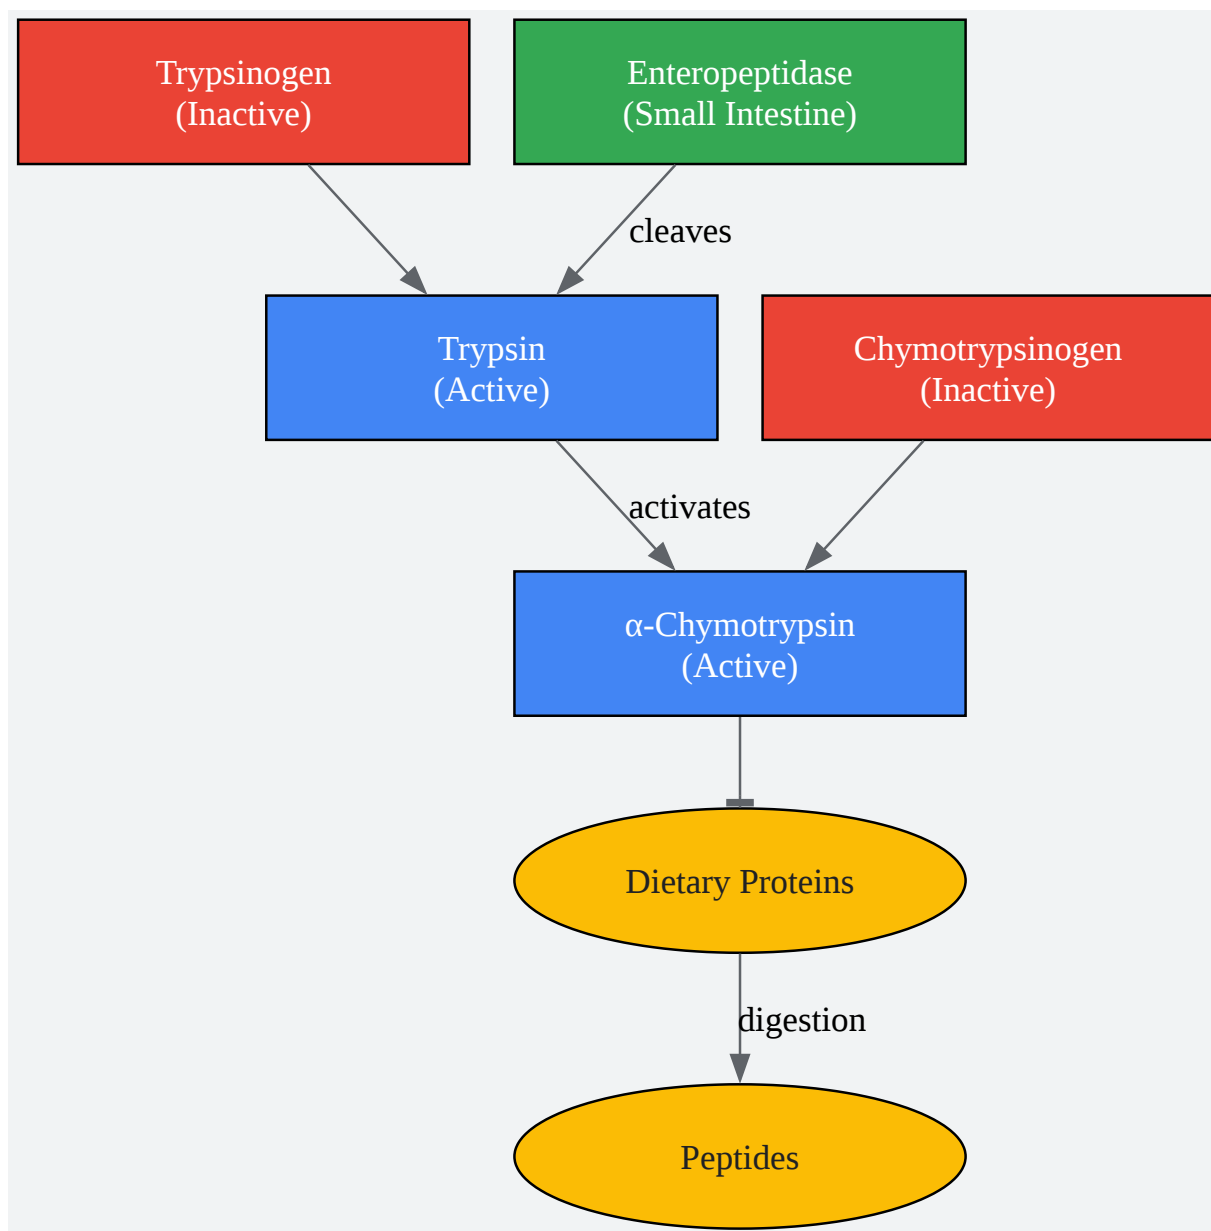 Trypsinogen
(Inactive)
Enteropeptidase
(Small Intestine)
cleaves
Trypsin
(Active)
Chymotrypsinogen
(Inactive)
activates
α-Chymotrypsin
(Active)
Dietary Proteins
digestion
Peptides